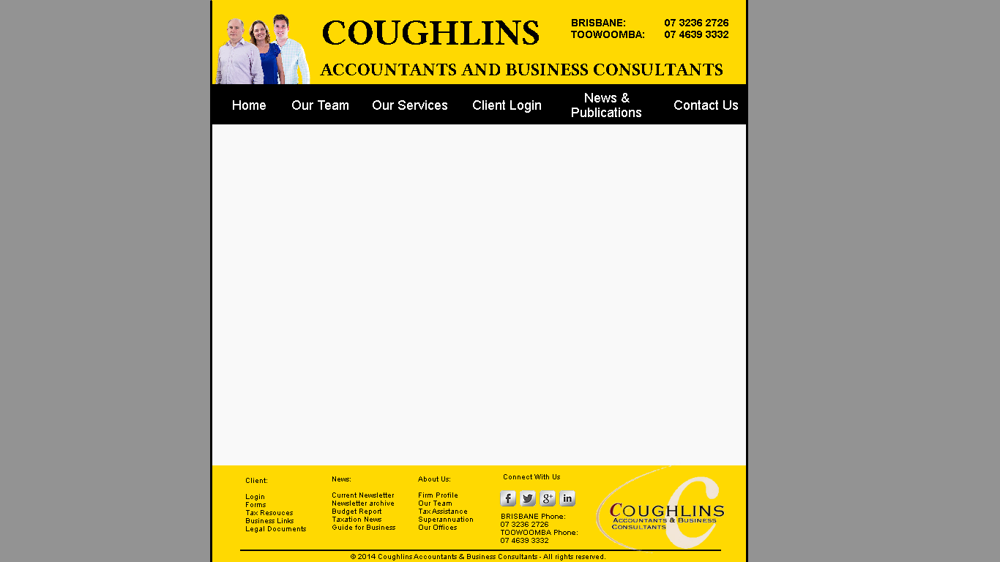 COUGHLINS
ACCOUNTANTS AND BUSINESS CONSULTANTS
BRISBANE: 07 3236 2726
TOOWOOMBA: 07 4639 3332
Home
Our Team
Our Services
Client Login
News &
Publications
Contact Us
Client:
Login
Forms
Tax Resouces
Business Links
Legal Documents
News:
Current Newsletter
Newsletter archive
Budget Report
Taxation News
Guide for Business
About Us:
Firm Profile
Our Team
Tax Assistance
Superannuation
Our Offices
Connect With Us
f
g+
in
BRISBANE Phone:
07 3236 2726
TOOWOOMBA Phone:
07 4639 3332
C
COUGHLINS
ACCOUNTANTS & BUSINESS
CONSULTANTS
© 2014 Coughlins Accountants & Business Consultants - All rights reserved.